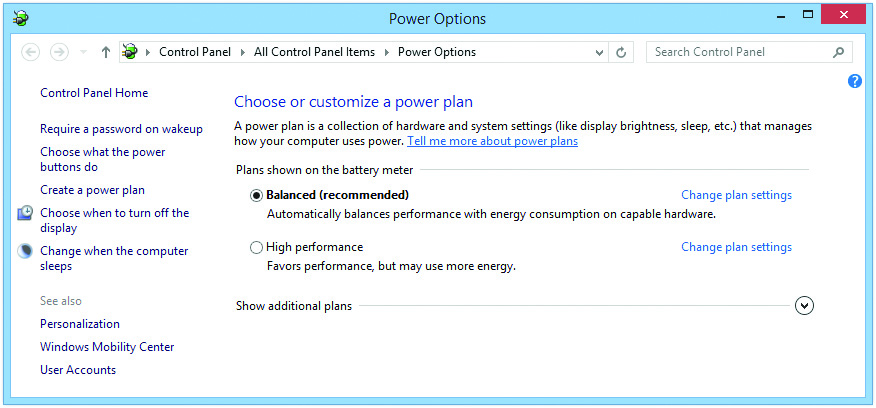 Power Options
Control Panel
All Control Panel Items
Power Options
Search Control Panel
Control Panel Home
Require a password on wakeup
Choose what the power
buttons do
Create a power plan
Choose when to turn off the
display
Change when the computer
sleeps
See also
Personalization
Windows Mobility Center
User Accounts
Choose or customize a power plan
A power plan is a collection of hardware and system settings (like display brightness, sleep, etc.) that manages
how your computer uses power. Tell me more about power plans
Plans shown on the battery meter
Balanced (recommended) Change plan settings
Automatically balances performance with energy consumption on capable hardware.
High performance Change plan settings
Favors performance, but may use more energy.
Show additional plans